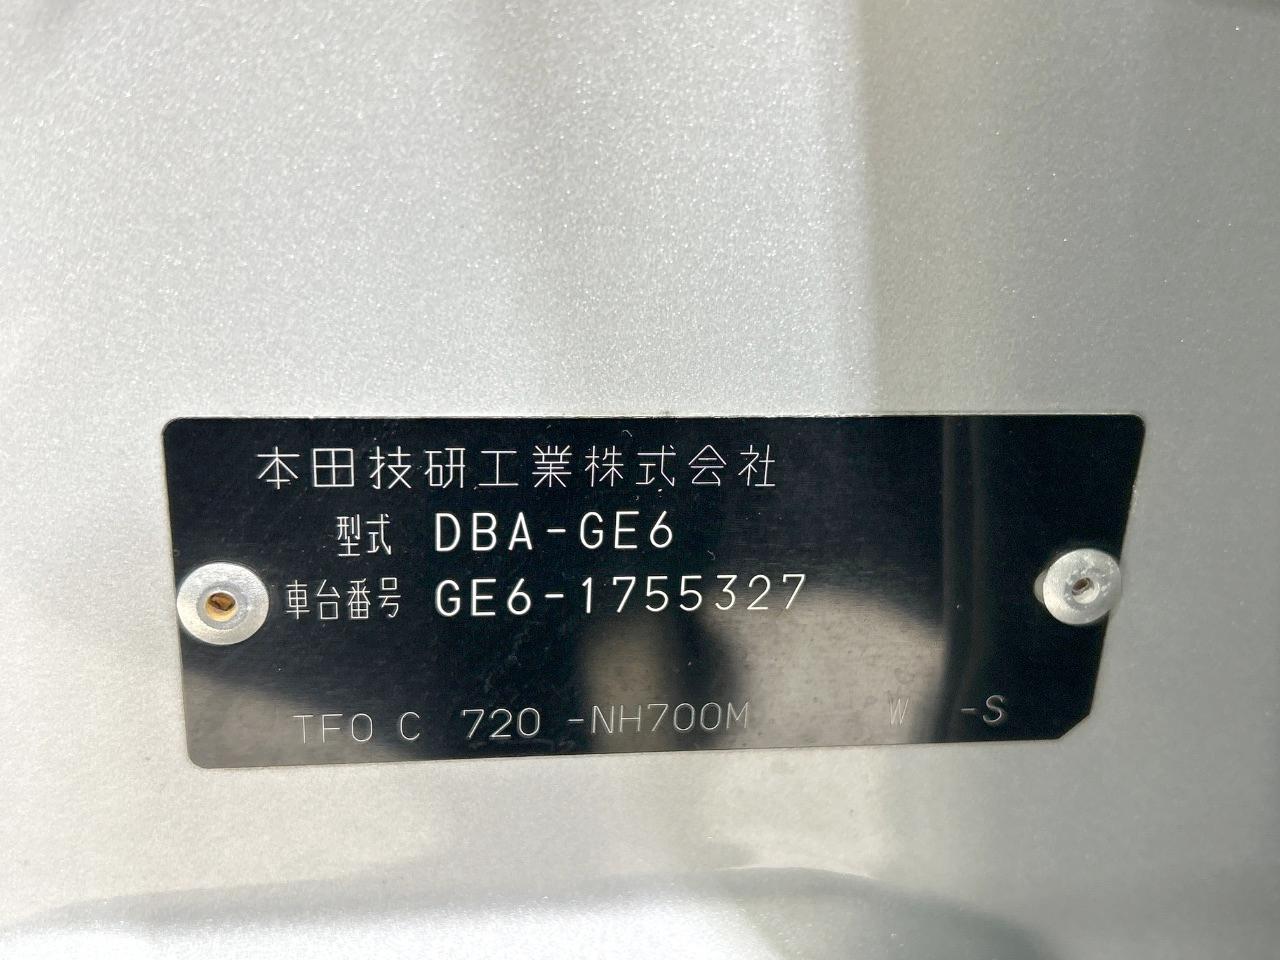 本田技研工業株式会社
型式 DBA-GE6
車台番号 GE6-1755327
TF0 C 720 -NH700M W -S